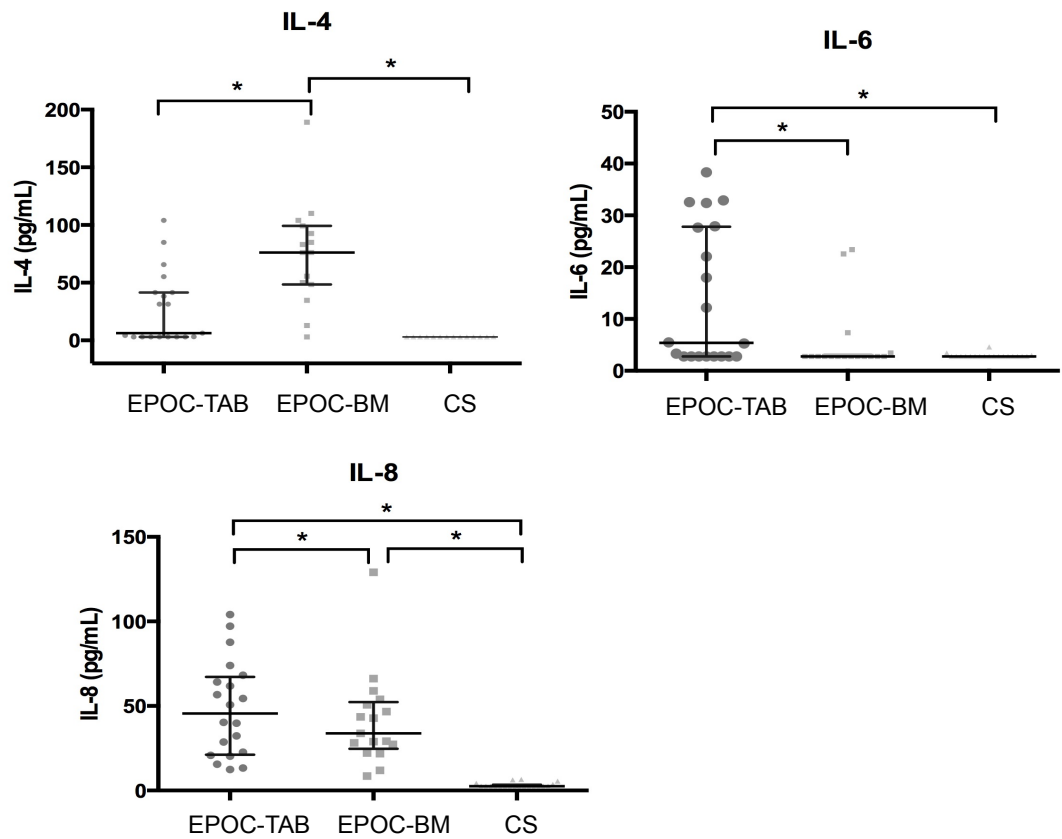 IL-4
*
*
200
150
100
50
0
IL-4 (pg/mL)
EPOC-TAB EPOC-BM CS
IL-6
*
*
50
40
30
20
10
0
IL-6 (pg/mL)
EPOC-TAB EPOC-BM CS
IL-8
*
*
*
150
100
50
0
IL-8 (pg/mL)
EPOC-TAB EPOC-BM CS